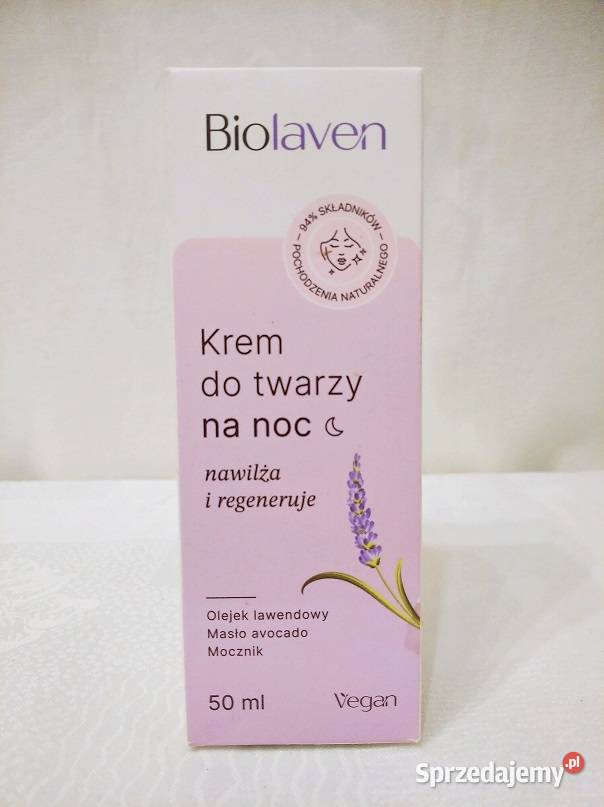 Biolaven
94% SKŁADNIKÓW
POCHODZENIA NATURALNEGO
Krem
do twarzy
na noc
nawilża
i regeneruje
Olejek lawendowy
Masło avocado
Mocznik
50 ml
Vegan
Sprzedajemy.pl